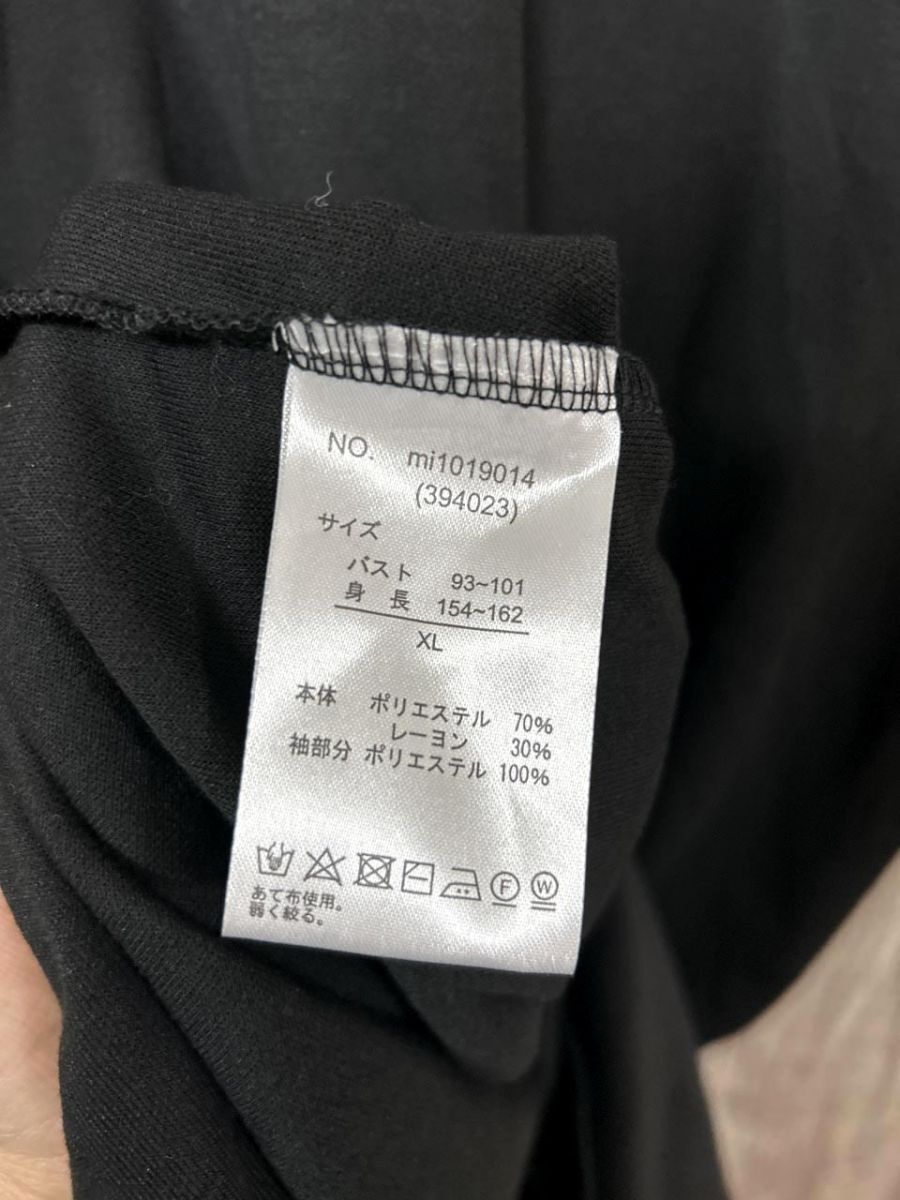 NO. mi1019014
(394023)
サイズ
バスト 93~101
身長 154~162
XL
本体 ポリエステル 70%
レーヨン 30%
袖部分 ポリエステル 100%
F W
あて布使用。
弱く絞る。